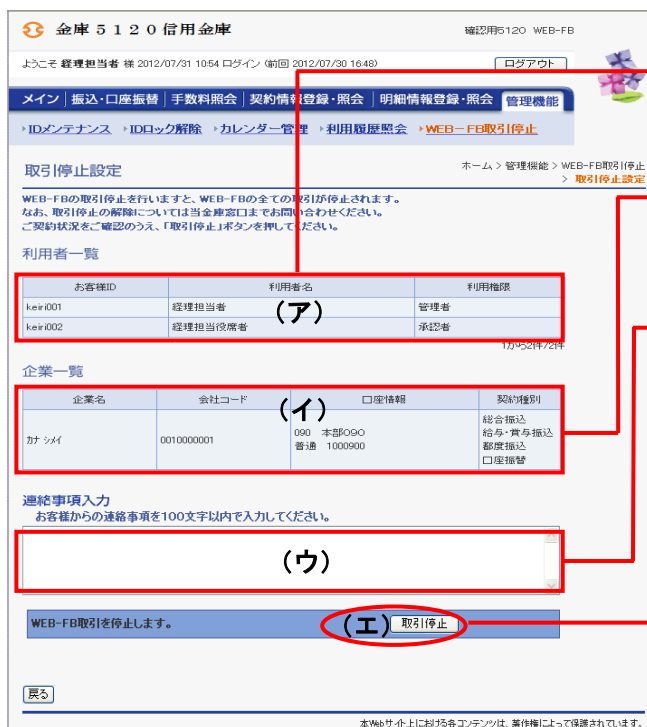 金庫5120信用金庫
確認用5120 WEB-FB
ようこそ 経理担当者 様 2012/07/31 10:54 ログイン (前回 2012/07/30 16:48)
ログアウト
メイン 振込・口座振替 手数料照会 契約情報登録・照会 明細情報登録・照会 管理機能
IDメンテナンス IDロック解除 カレンダー管理 利用履歴照会 WEB-FB取引停止
取引停止設定
ホーム > 管理機能 > WEB-FB取引停止
> 取引停止設定
WEB-FBの取引停止を行いますと、WEB-FBの全ての取引が停止されます。
なお、取引停止の解除については当金庫窓口までお問い合わせください。
ご契約状況をご確認のうえ、「取引停止」ボタンを押してください。
利用者一覧
お客様ID 利用者名 利用権限
keiri001 経理担当者 管理者
(ア)
keiri002 経理担当役席者 承認者
1から2件/2件
企業一覧
企業名 会社コード 口座情報 契約種別
(イ)
カナ シメイ 0010000001
090 本部090
普通 1000900
総合振込
給与・賞与振込
都度振込
口座振替
連絡事項入力
お客様からの連絡事項を100文字以内で入力してください。
(ウ)
WEB-FB取引を停止します。 (エ) 取引停止
戻る
本Webサイト上における各コンテンツは、著作権によって保護されています。